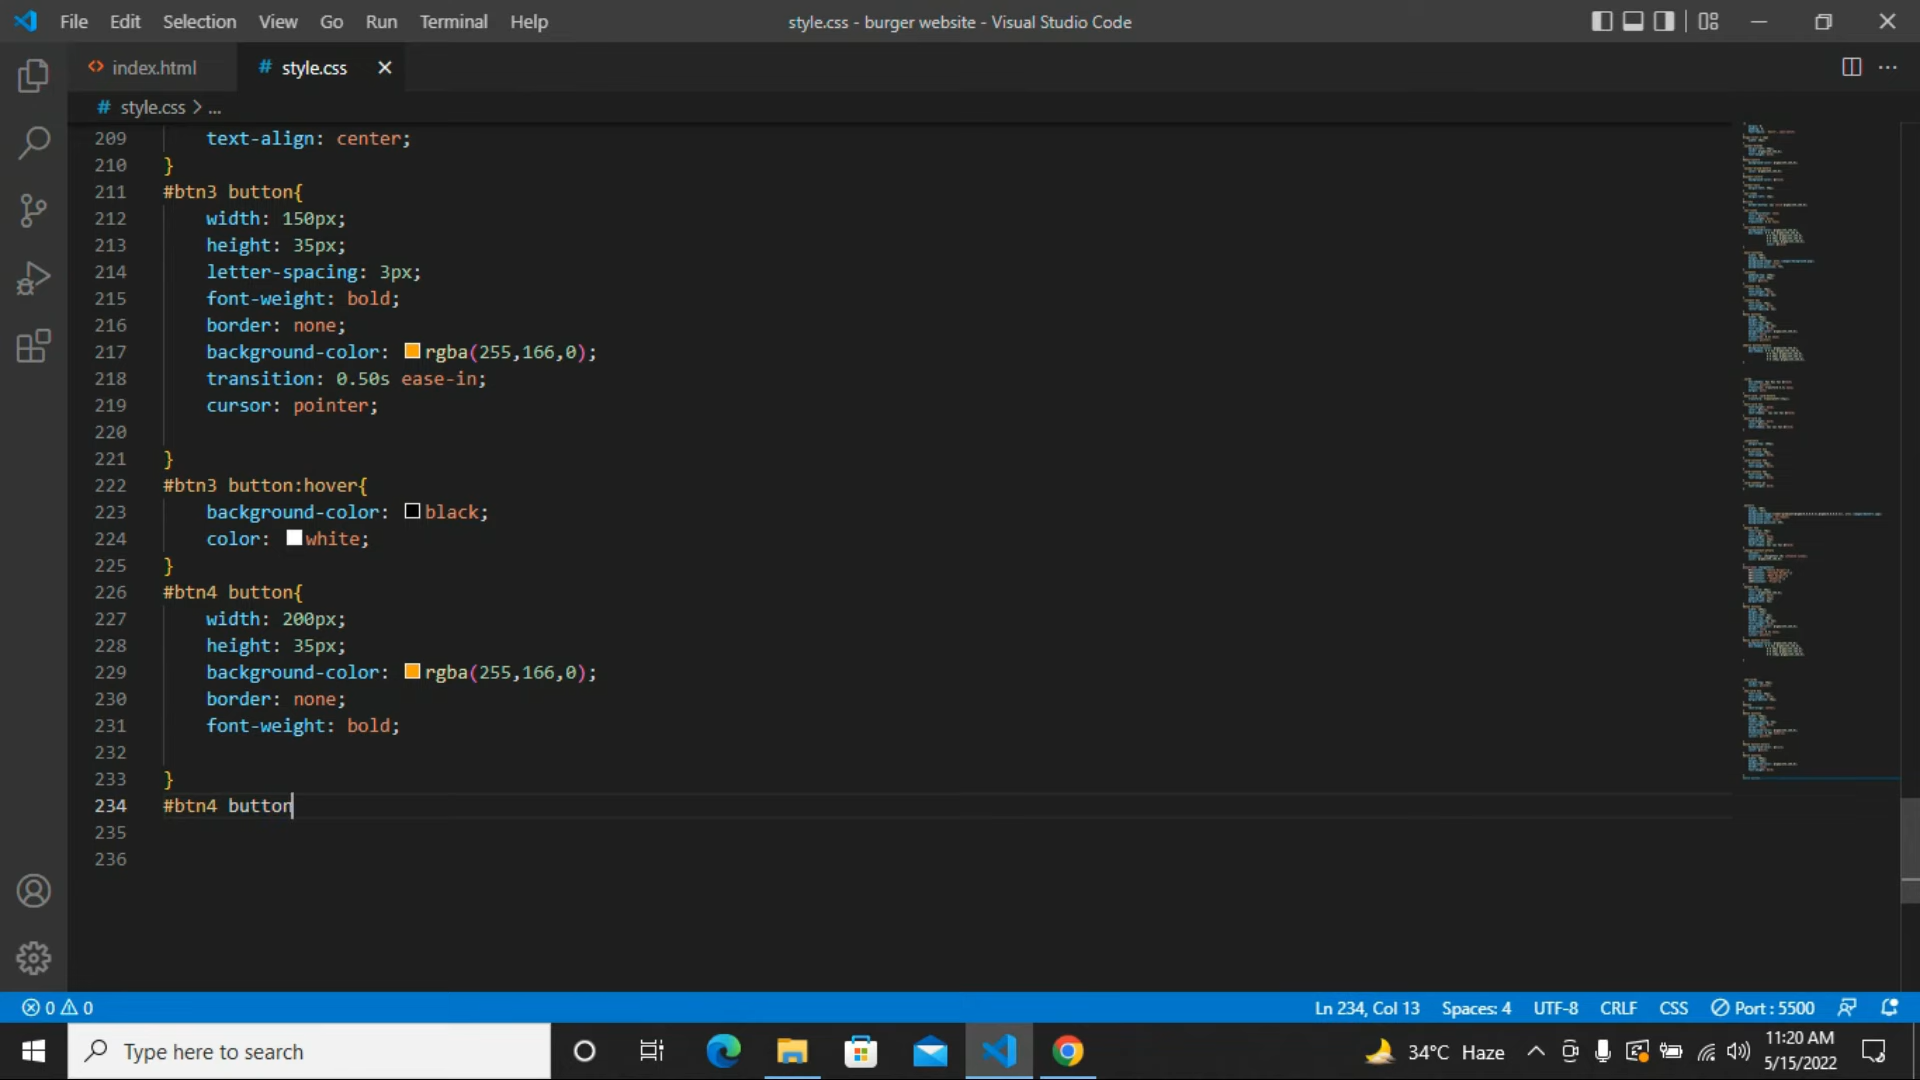 File Edit Selection View Go Run Terminal Help
style.css - burger website - Visual Studio Code
index.html
# style.css
# style.css > ...
209 text-align: center;
210 }
211 #btn3 button{
212 width: 150px;
213 height: 35px;
214 letter-spacing: 3px;
215 font-weight: bold;
216 border: none;
217 background-color: rgba(255,166,0);
218 transition: 0.50s ease-in;
219 cursor: pointer;
220
221 }
222 #btn3 button:hover{
223 background-color: black;
224 color: white;
225 }
226 #btn4 button{
227 width: 200px;
228 height: 35px;
229 background-color: rgba(255,166,0);
230 border: none;
231 font-weight: bold;
232
233 }
234 #btn4 button
235
236
0 0
Ln 234, Col 13 Spaces: 4 UTF-8 CRLF CSS Port : 5500
Type here to search
34°C Haze
11:20 AM
5/15/2022